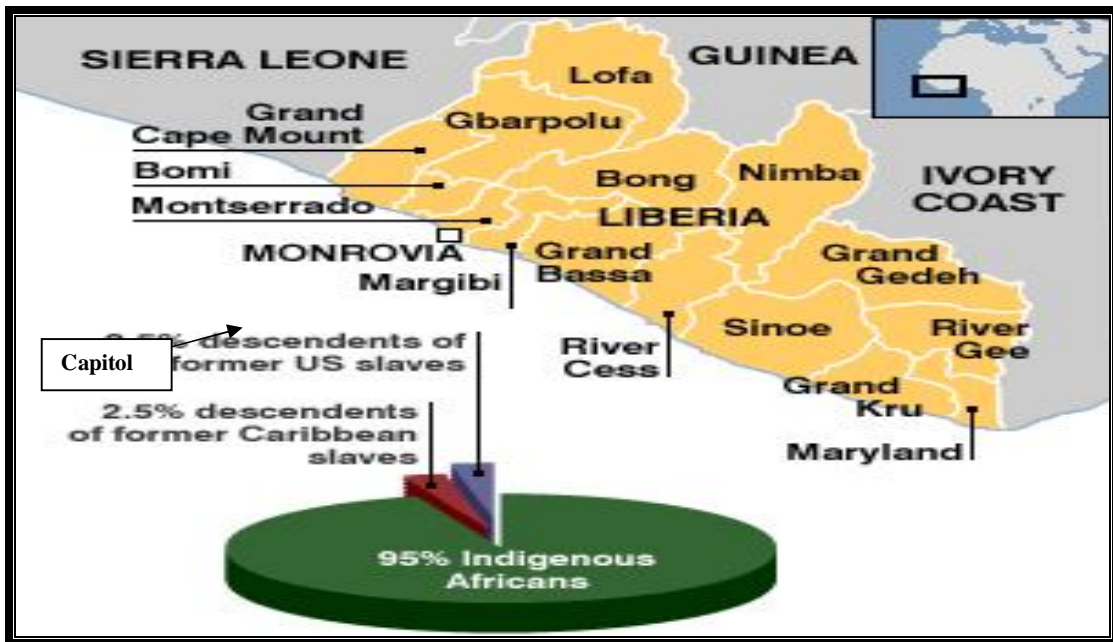 SIERRA LEONE
GUINEA
Lofa
Grand
Cape Mount
Gbarpolu
Bomi
Bong
Nimba
IVORY
COAST
Montserrado
LIBERIA
MONROVIA
Margibi
Grand
Bassa
Grand
Gedeh
Sinoe
River
Gee
River
Cess
Grand
Kru
Maryland
Capitol
descendents of
former US slaves
2.5% descendents
of former Caribbean
slaves
95% Indigenous
Africans